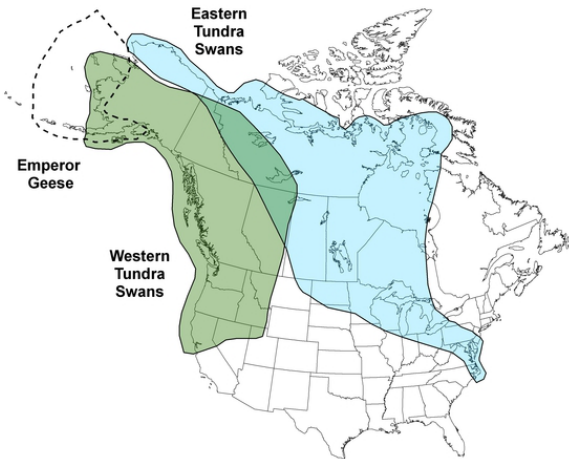 Eastern
Tundra
Swans
Emperor
Geese
Western
Tundra
Swans